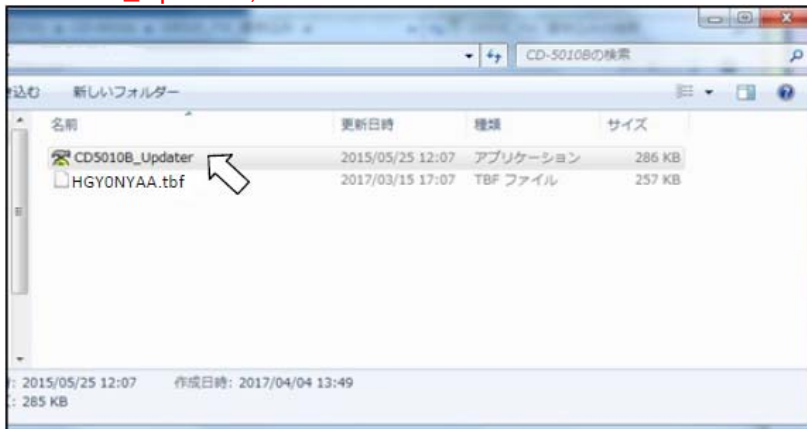 CD-5010Bの検索
新しいフォルダー
名前 更新日時 種類 サイズ
CD5010B_Updater 2015/05/25 12:07 アプリケーション 286 KB
HGY0NYAA.tbf 2017/03/15 17:07 TBF ファイル 257 KB
2015/05/25 12:07 作成日時: 2017/04/04 13:49
: 285 KB